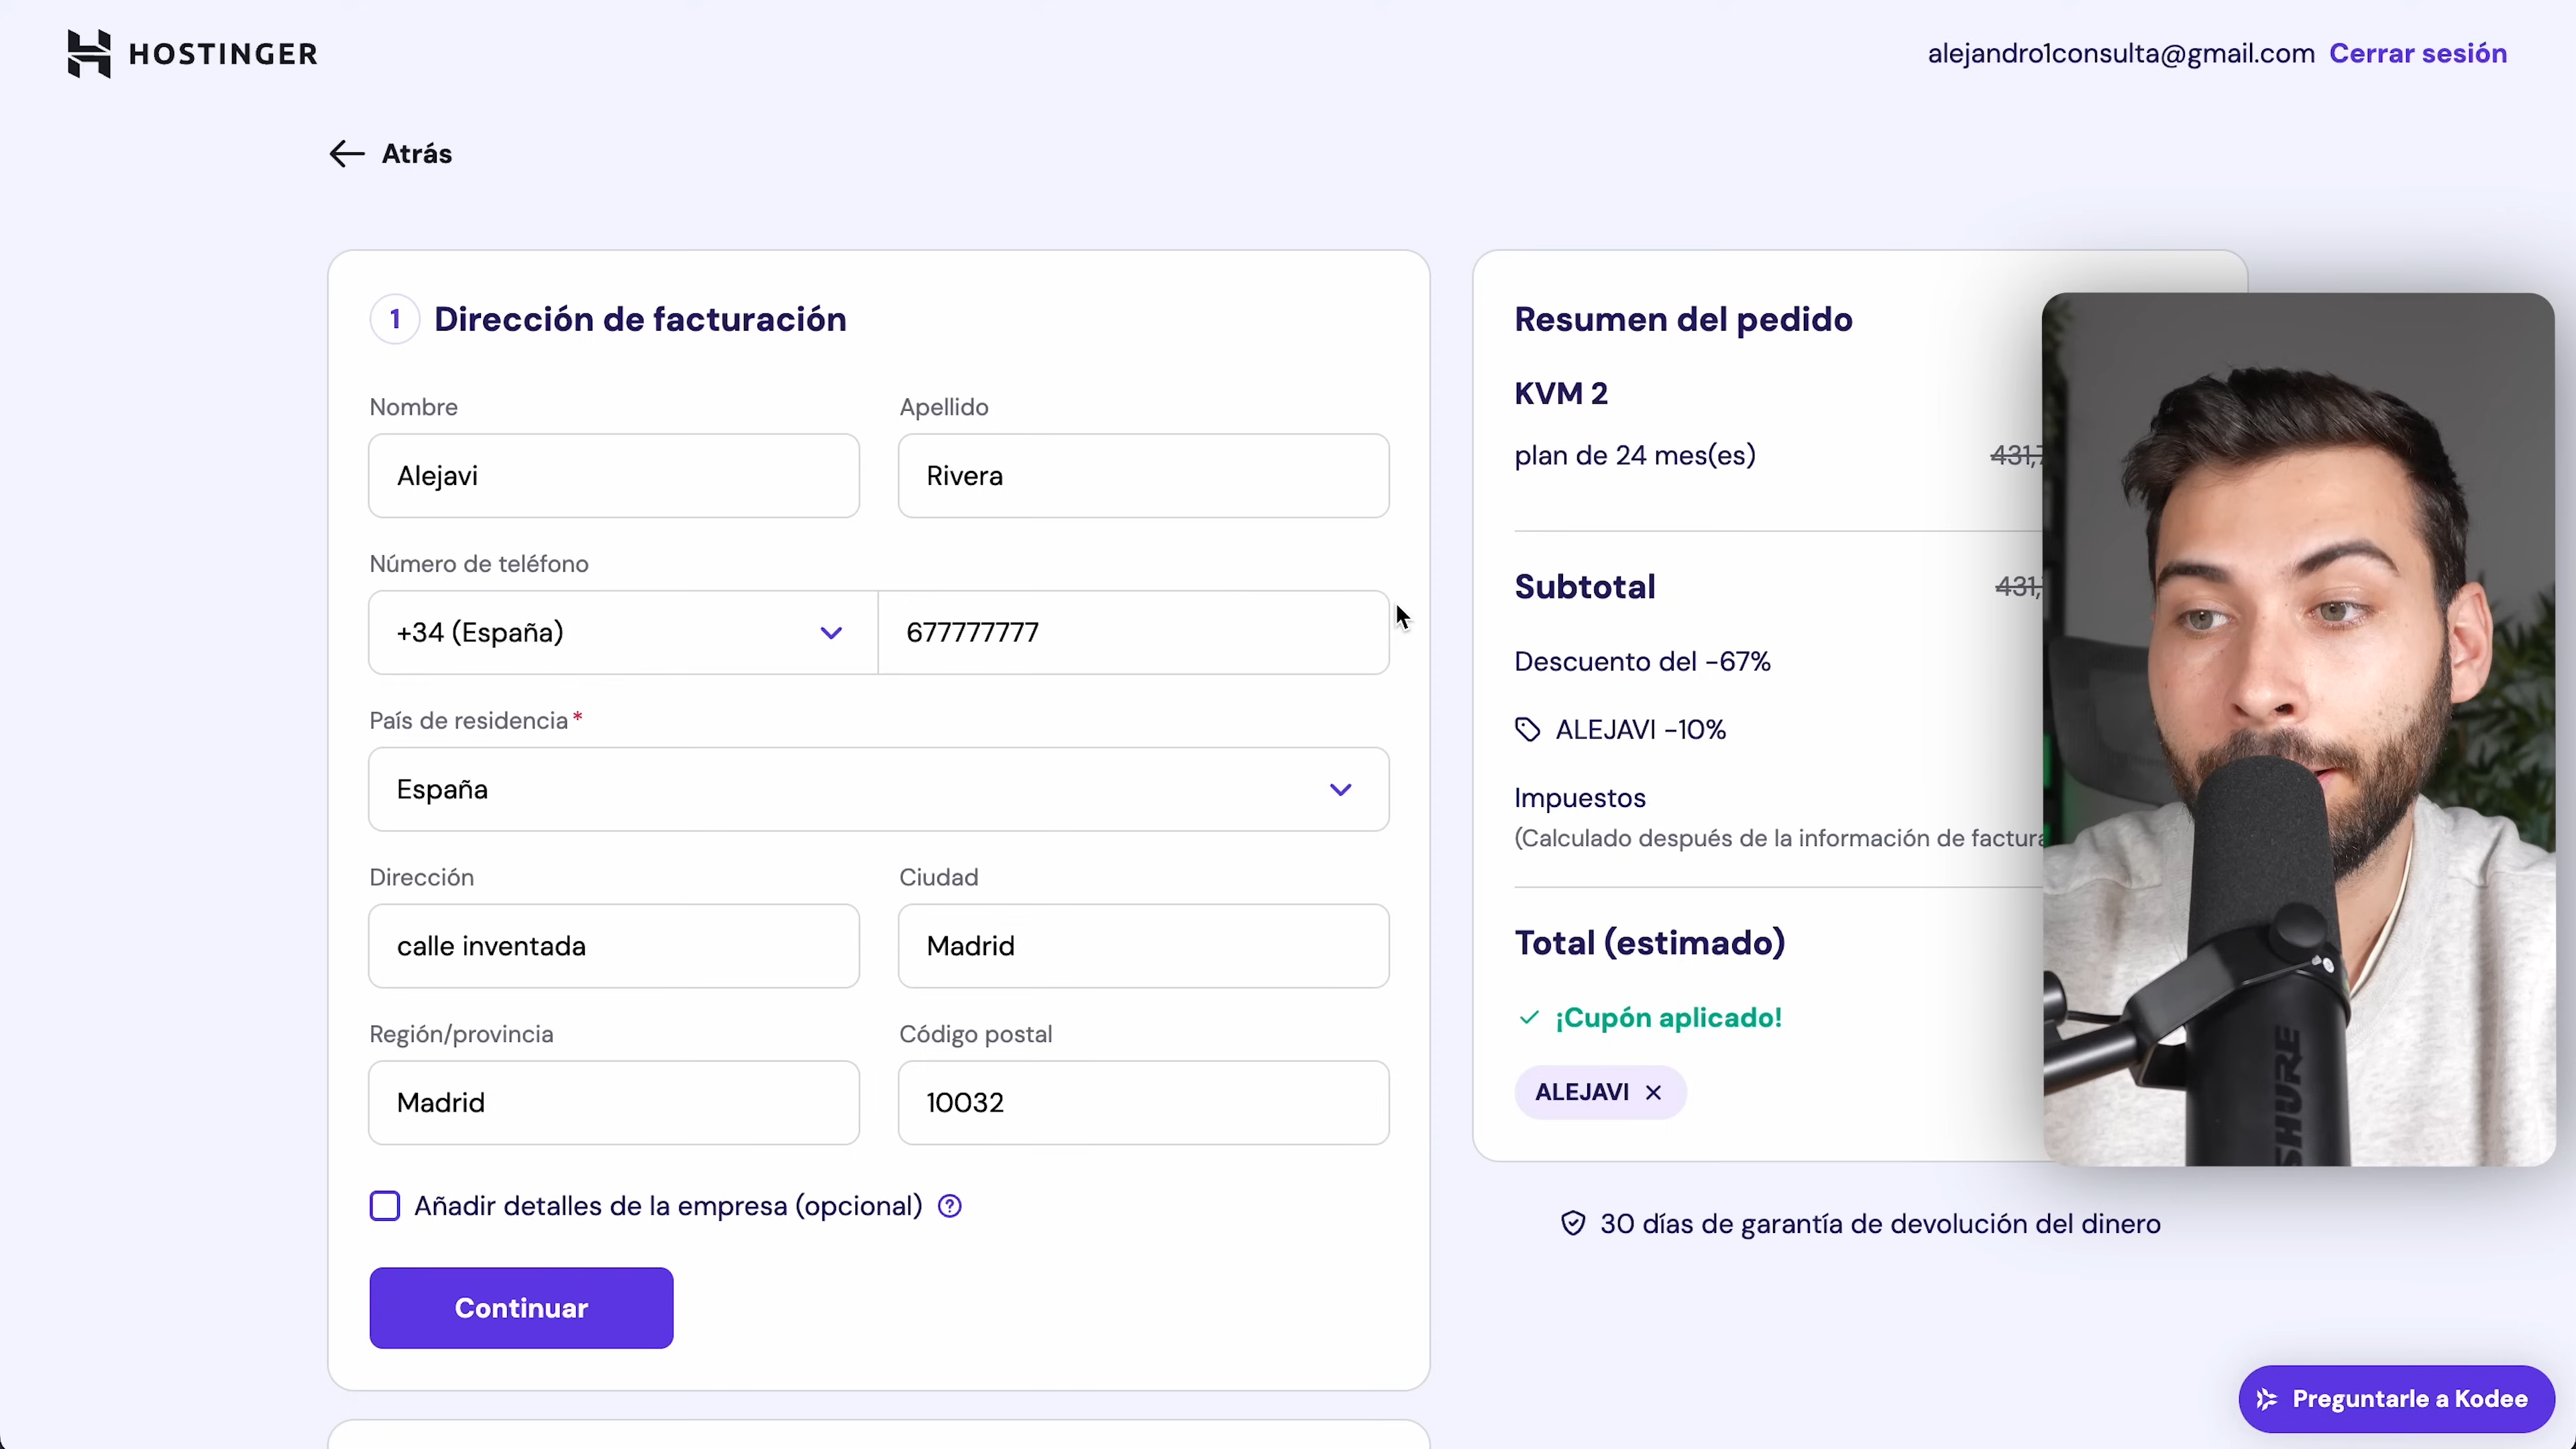 HOSTINGER
alejandro1consulta@gmail.com Cerrar sesión
Atrás
1 Dirección de facturación
Nombre
Apellido
Alejavi
Rivera
Número de teléfono
+34 (España)
677777777
País de residencia*
España
Dirección
Ciudad
calle inventada
Madrid
Región/provincia
Código postal
Madrid
10032
Añadir detalles de la empresa (opcional)
Continuar
Resumen del pedido
KVM 2
plan de 24 mes(es)
Subtotal
Descuento del -67%
ALEJAVI -10%
Impuestos
(Calculado después de la información de
Total (estimado)
¡Cupón aplicado!
ALEJAVI
30 días de garantía de devolución del dinero
SHURE
Preguntarle a Kodee